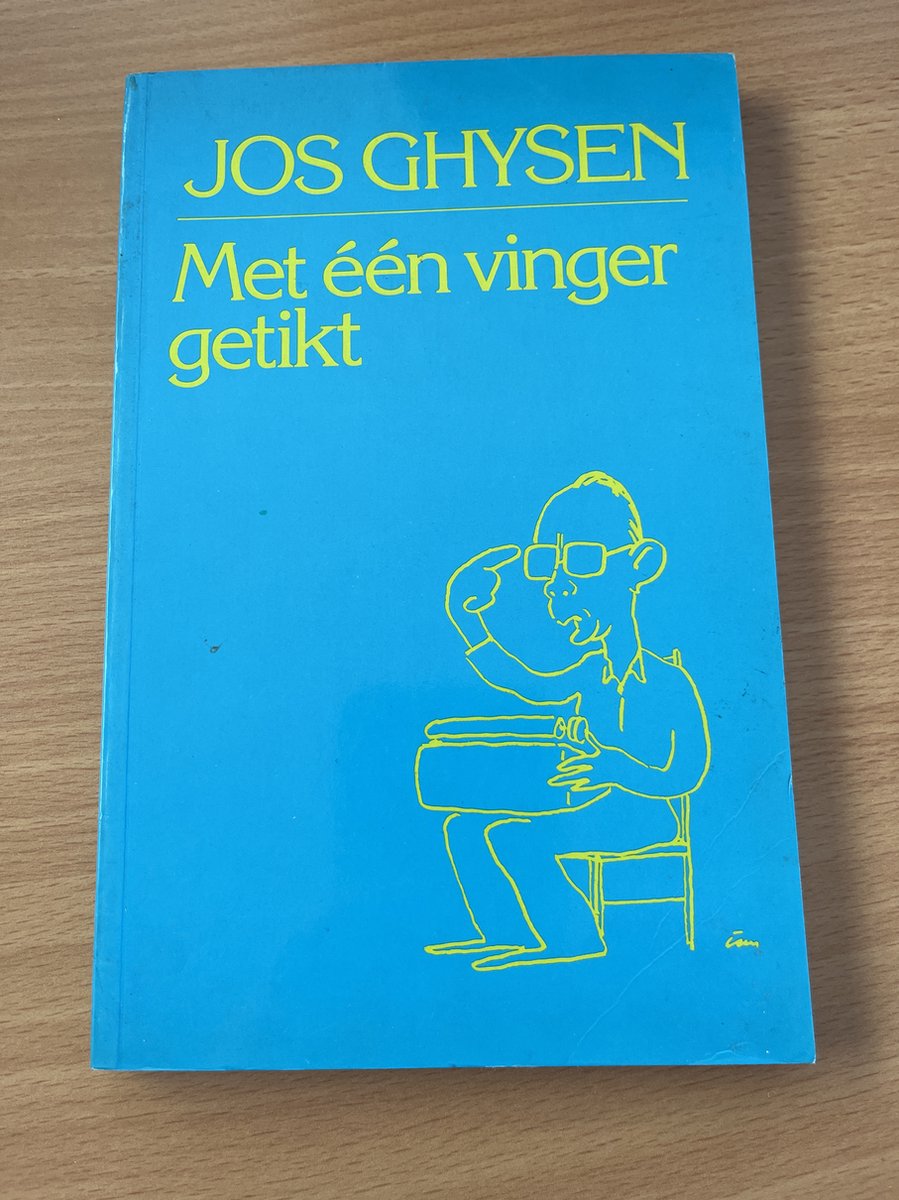 JOS GHYSEN
Met één vinger
getikt